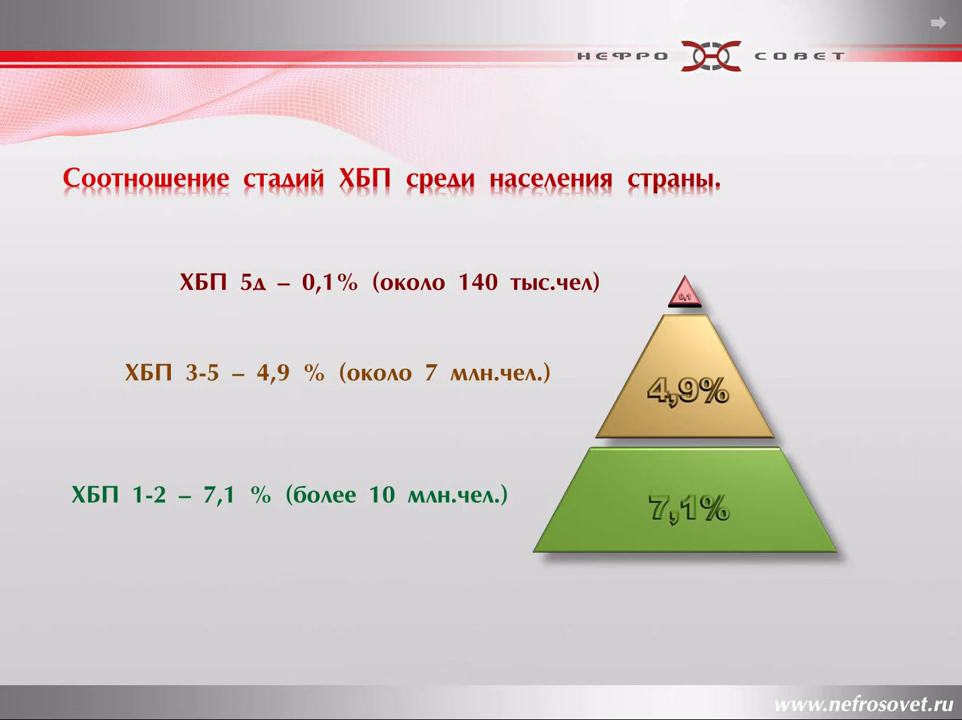 НЕФРО СОВЕТ
Соотношение стадий ХБП среди населения страны.
ХБП 5д – 0,1% (около 140 тыс.чел)
0,1
ХБП 3-5 – 4,9 % (около 7 млн.чел.)
4,9%
ХБП 1-2 – 7,1 % (более 10 млн.чел.)
7,1%
www.nefrosovet.ru